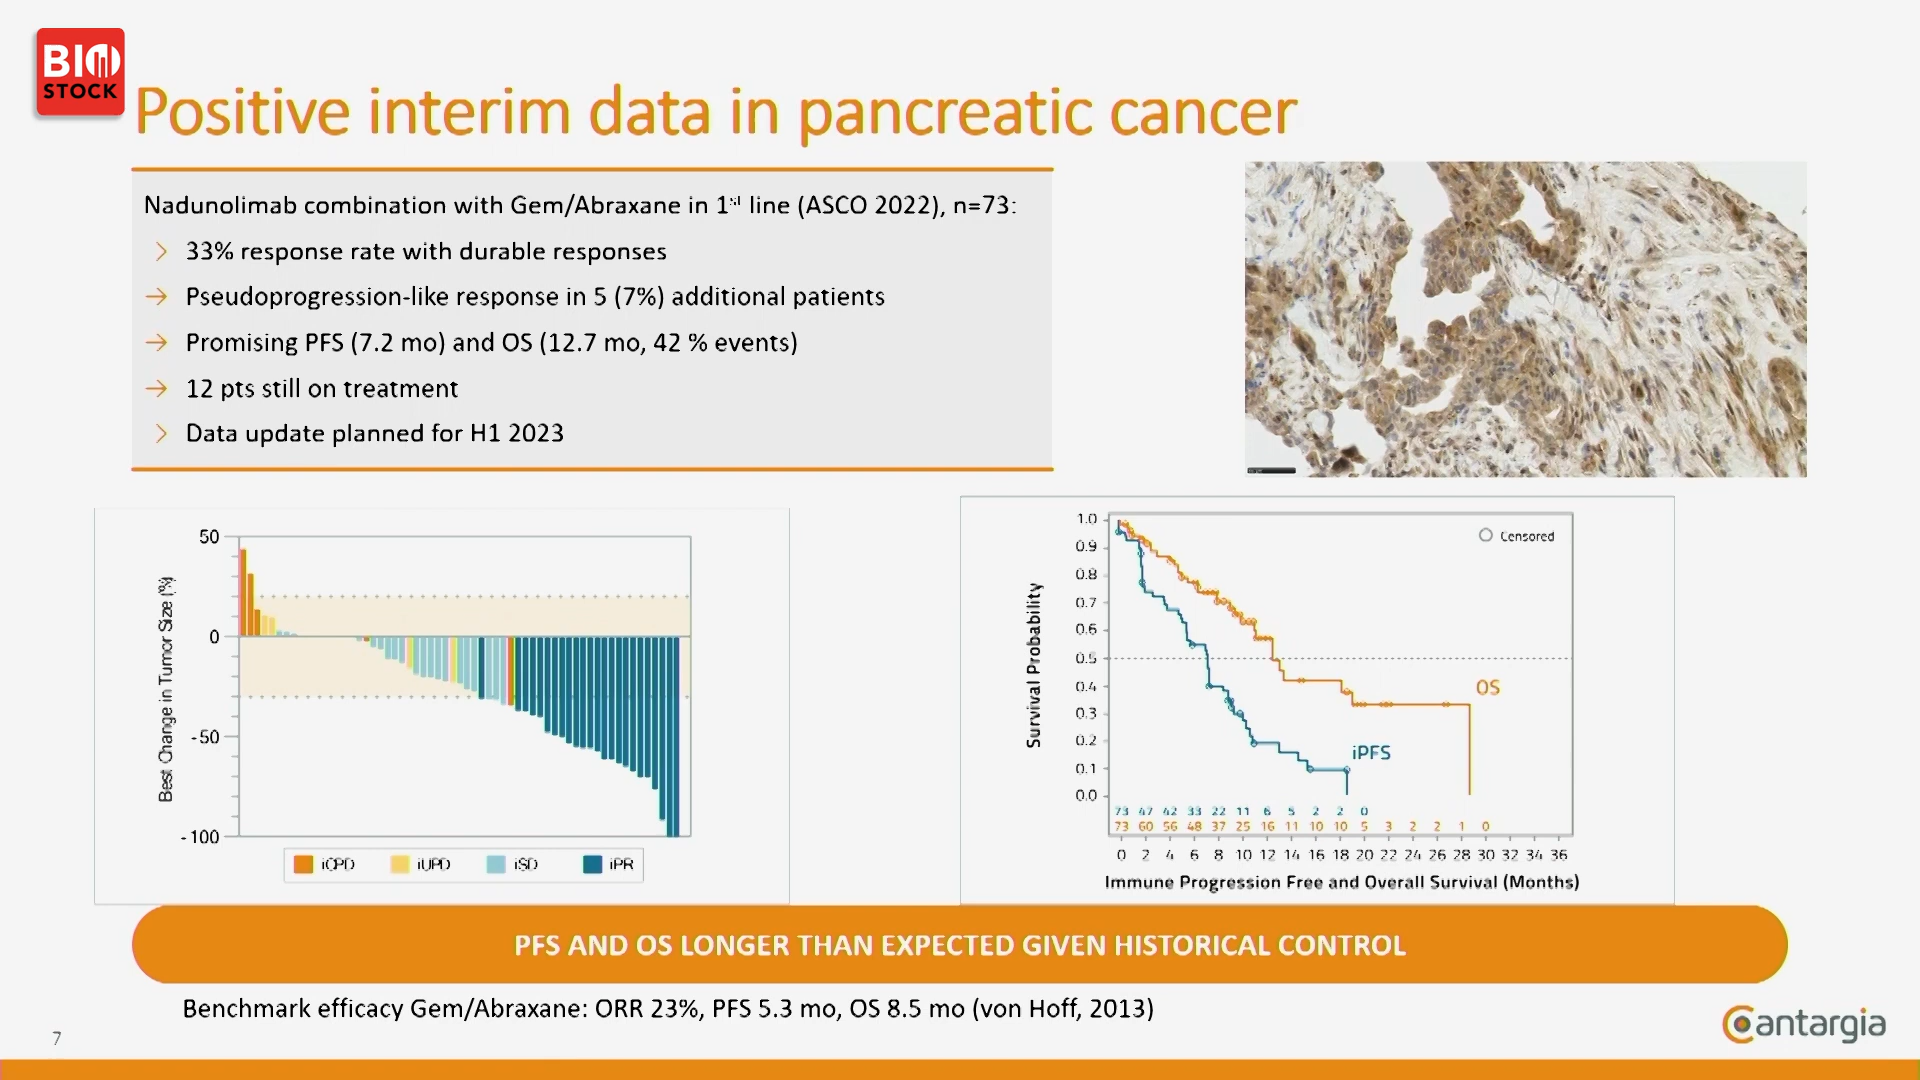 BIO
STOCK
Positive interim data in pancreatic cancer
Nadunolimab combination with Gem/Abraxane in 1st line (ASCO 2022), n=73:
33% response rate with durable responses
Pseudoprogression-like response in 5 (7%) additional patients
Promising PFS (7.2 mo) and OS (12.7 mo, 42 % events)
12 pts still on treatment
Data update planned for H1 2023
Best Change in Tumor Size (%)
50
0
-50
-100
iCPD iUPD iSD iPR
Survival Probability
1.0
0.9
0.8
0.7
0.6
0.5
0.4
0.3
0.2
0.1
0.0
Censored
OS
iPFS
73 47 42 33 22 11 6 5 2 2 0
73 60 56 48 37 25 16 11 10 10 5 3 2 2 1 0
0 2 4 6 8 10 12 14 16 18 20 22 24 26 28 30 32 34 36
Immune Progression Free and Overall Survival (Months)
PFS AND OS LONGER THAN EXPECTED GIVEN HISTORICAL CONTROL
Benchmark efficacy Gem/Abraxane: ORR 23%, PFS 5.3 mo, OS 8.5 mo (von Hoff, 2013)
7
Cantargia